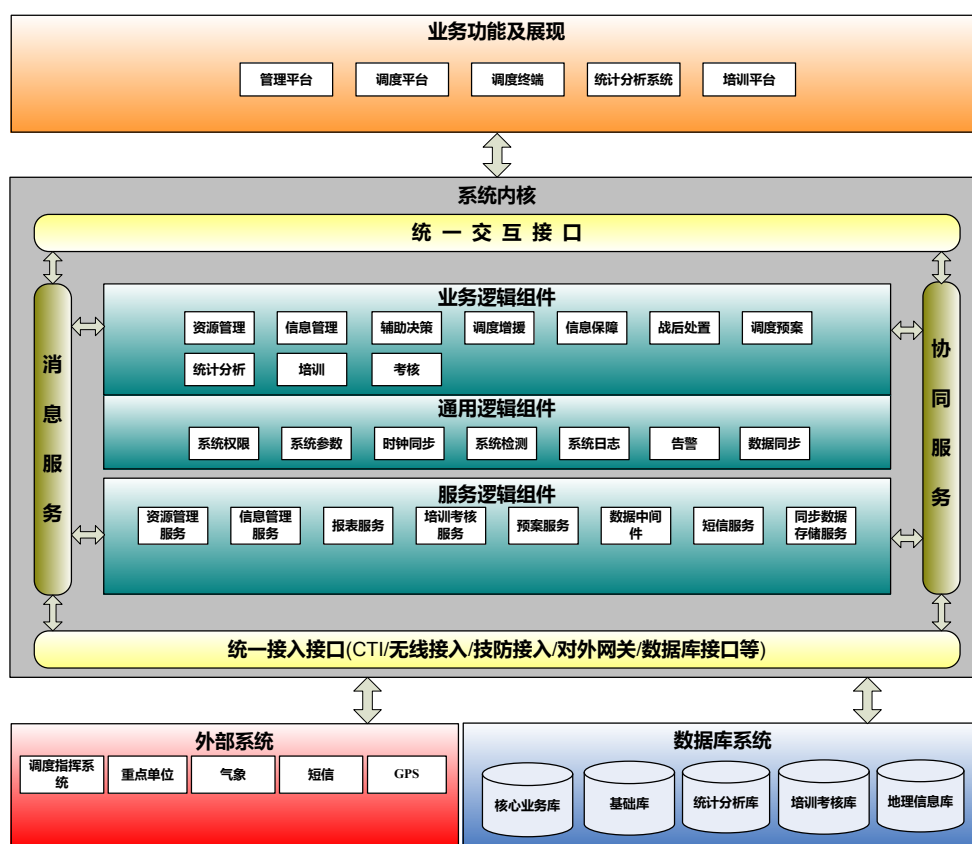 业务功能及展现
管理平台 调度平台 调度终端 统计分析系统 培训平台
系统内核
统一交互接口
消息服务
协同服务
业务逻辑组件
资源管理 信息管理 辅助决策 调度增援 信息保障 战后处置 调度预案
统计分析 培训 考核
通用逻辑组件
系统权限 系统参数 时钟同步 系统检测 系统日志 告警 数据同步
服务逻辑组件
资源管理 信息管理 报表服务 培训考核 预案服务 数据中间 短信服务 同步数据
服务 服务 服务 件 存储服务
统一接入接口(CTI/无线接入/技防接入/对外网关/数据库接口等)
外部系统
调度指挥系 重点单位 气象 短信 GPS
统
数据库系统
核心业务库 基础库 统计分析库 培训考核库 地理信息库